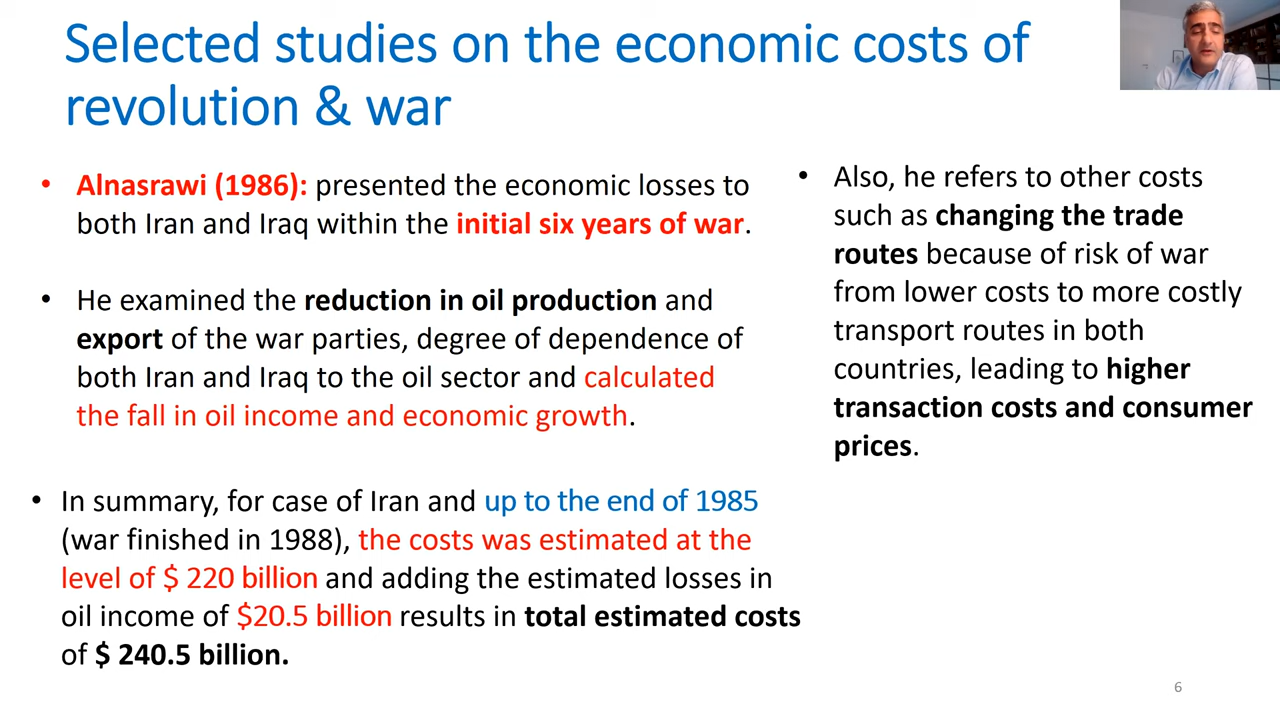 Selected studies on the economic costs of
revolution & war
• Alnasrawi (1986): presented the economic losses to
both Iran and Iraq within the initial six years of war.
• He examined the reduction in oil production and
export of the war parties, degree of dependence of
both Iran and Iraq to the oil sector and calculated
the fall in oil income and economic growth.
• In summary, for case of Iran and up to the end of 1985
(war finished in 1988), the costs was estimated at the
level of $ 220 billion and adding the estimated losses in
oil income of $20.5 billion results in total estimated costs
of $ 240.5 billion.
• Also, he refers to other costs
such as changing the trade
routes because of risk of war
from lower costs to more costly
transport routes in both
countries, leading to higher
transaction costs and consumer
prices.
6